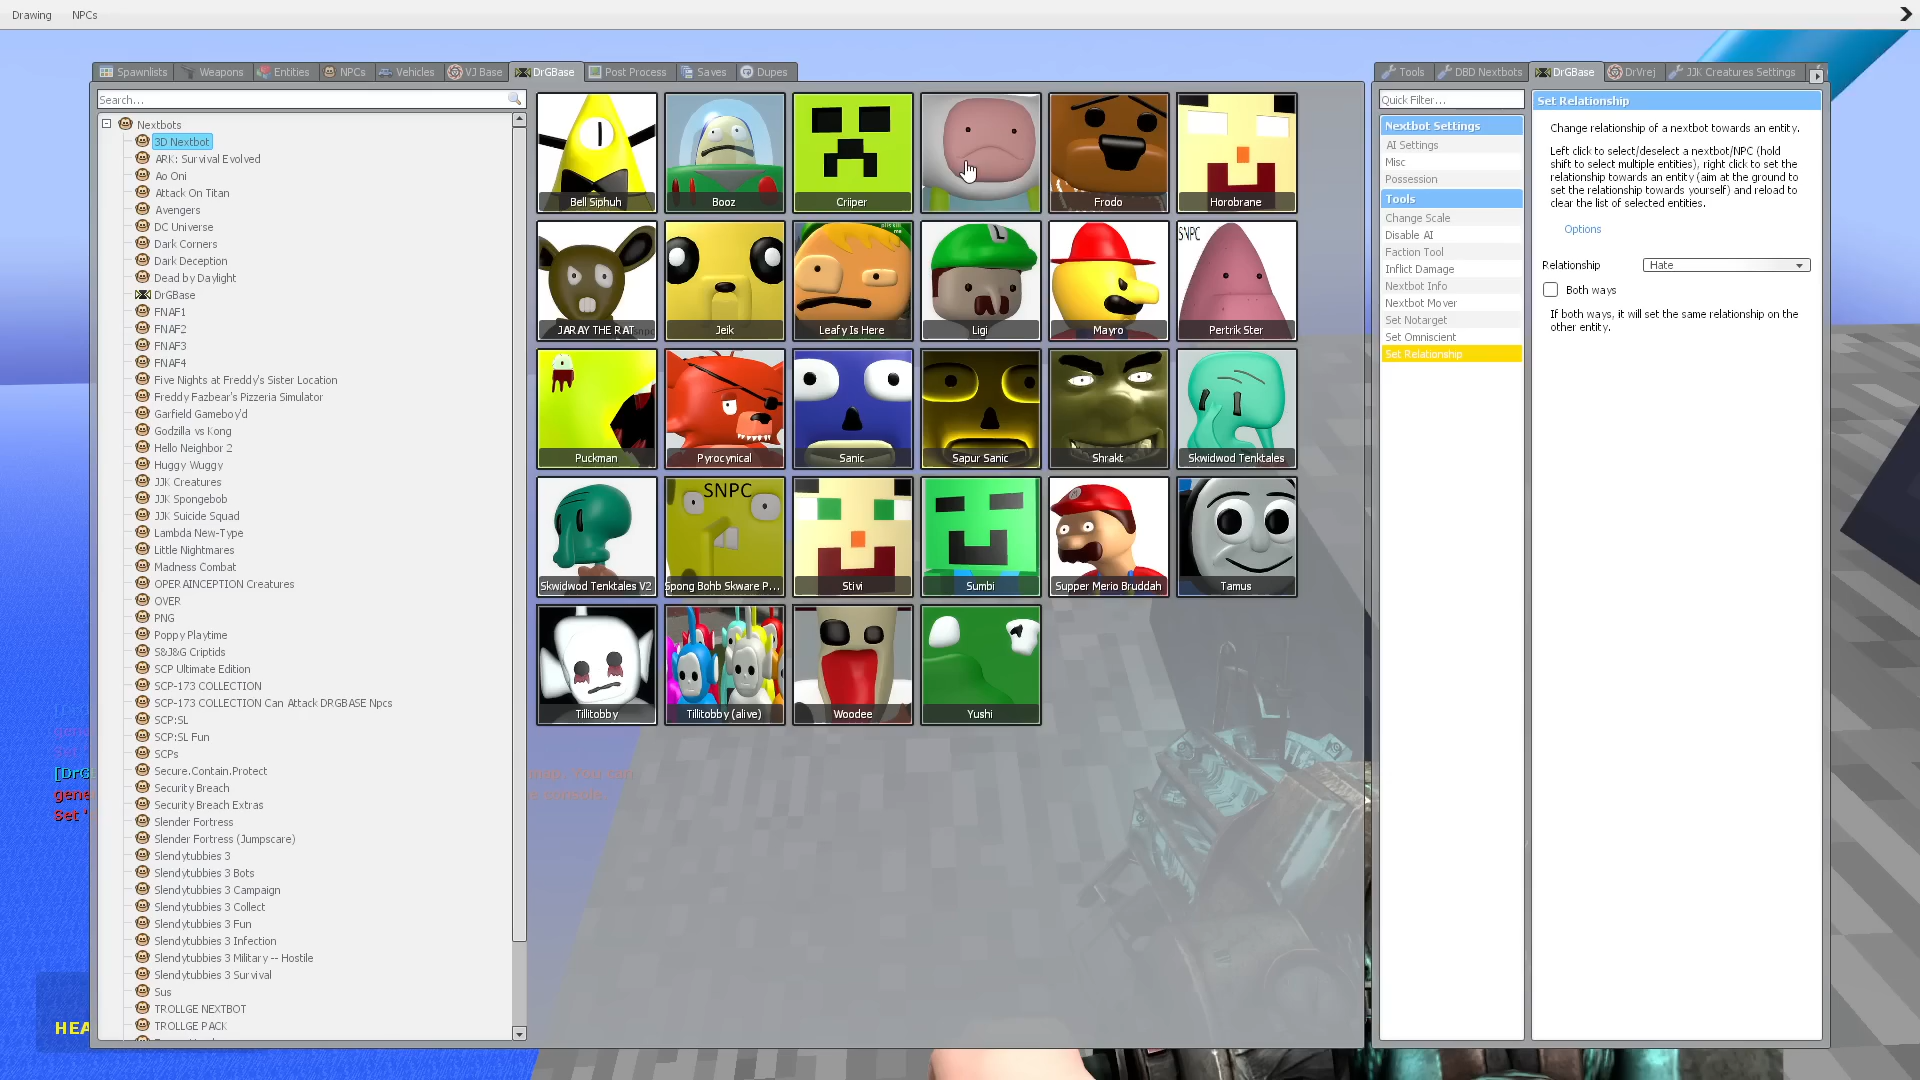 Drawing NPCs
Spawnlists Weapons Entities NPCs Vehicles VJ Base DrGBase Post Process Saves Dupes
Search...
Nextbots
3D Nextbot
ARK: Survival Evolved
Ao Oni
Attack On Titan
Avengers
DC Universe
Dark Corners
Dark Deception
Dead by Daylight
DrGBase
FNAF1
FNAF2
FNAF3
FNAF4
Five Nights at Freddy's Sister Location
Freddy Fazbear's Pizzeria Simulator
Garfield Gameboy'd
Godzilla vs Kong
Hello Neighbor 2
Huggy Wuggy
JJK Creatures
JJK Spongebob
JJK Suicide Squad
Lambda New-Type
Little Nightmares
Madness Combat
OPERAINCEPTION Creatures
OVER
PNG
Poppy Playtime
S&J&G Criptids
SCP Ultimate Edition
SCP-173 COLLECTION
SCP-173 COLLECTION Can Attack DRGBASE Npcs
SCP:SL
SCP:SL Fun
SCPs
Secure.Contain.Protect
Security Breach
Security Breach Extras
Slender Fortress
Slender Fortress (Jumpscare)
Slendytubbies 3
Slendytubbies 3 Bots
Slendytubbies 3 Campaign
Slendytubbies 3 Collect
Slendytubbies 3 Fun
Slendytubbies 3 Infection
Slendytubbies 3 Military -- Hostile
Slendytubbies 3 Survival
Sus
TROLLGE NEXTBOT
TROLLGE PACK
Bell Siphuh Booz Criiper Frodo Horobrane
SNPC
JARAY THE RAT Jeik Leafy Is Here Ligi Mayro Pertrik Ster
Puckman Pyrocynical Sanic Sapur Sanic Shrakt Skwidwod Tenktales
SNPC
Skwidwod Tenktales V2 Spong Bohb Skware P... Stivi Sumbi Supper Merio Bruddah Tamus
Tillitobby Tillitobby (alive) Woodee Yushi
map. You can
console.
[DrG
gene
Set '
HEA
Tools DBD Nextbots DrGBase DrVrej JJK Creatures Settings
Quick Filter...
Nextbot Settings
AI Settings
Misc
Possession
Tools
Change Scale
Disable AI
Faction Tool
Inflict Damage
Nextbot Info
Nextbot Mover
Set Notarget
Set Omniscient
Set Relationship
Set Relationship
Change relationship of a nextbot towards an entity.
Left click to select/deselect a nextbot/NPC (hold
shift to select multiple entities), right click to set the
relationship towards an entity (aim at the ground to
set the relationship towards yourself) and reload to
clear the list of selected entities.
Options
Relationship Hate
Both ways
If both ways, it will set the same relationship on the
other entity.